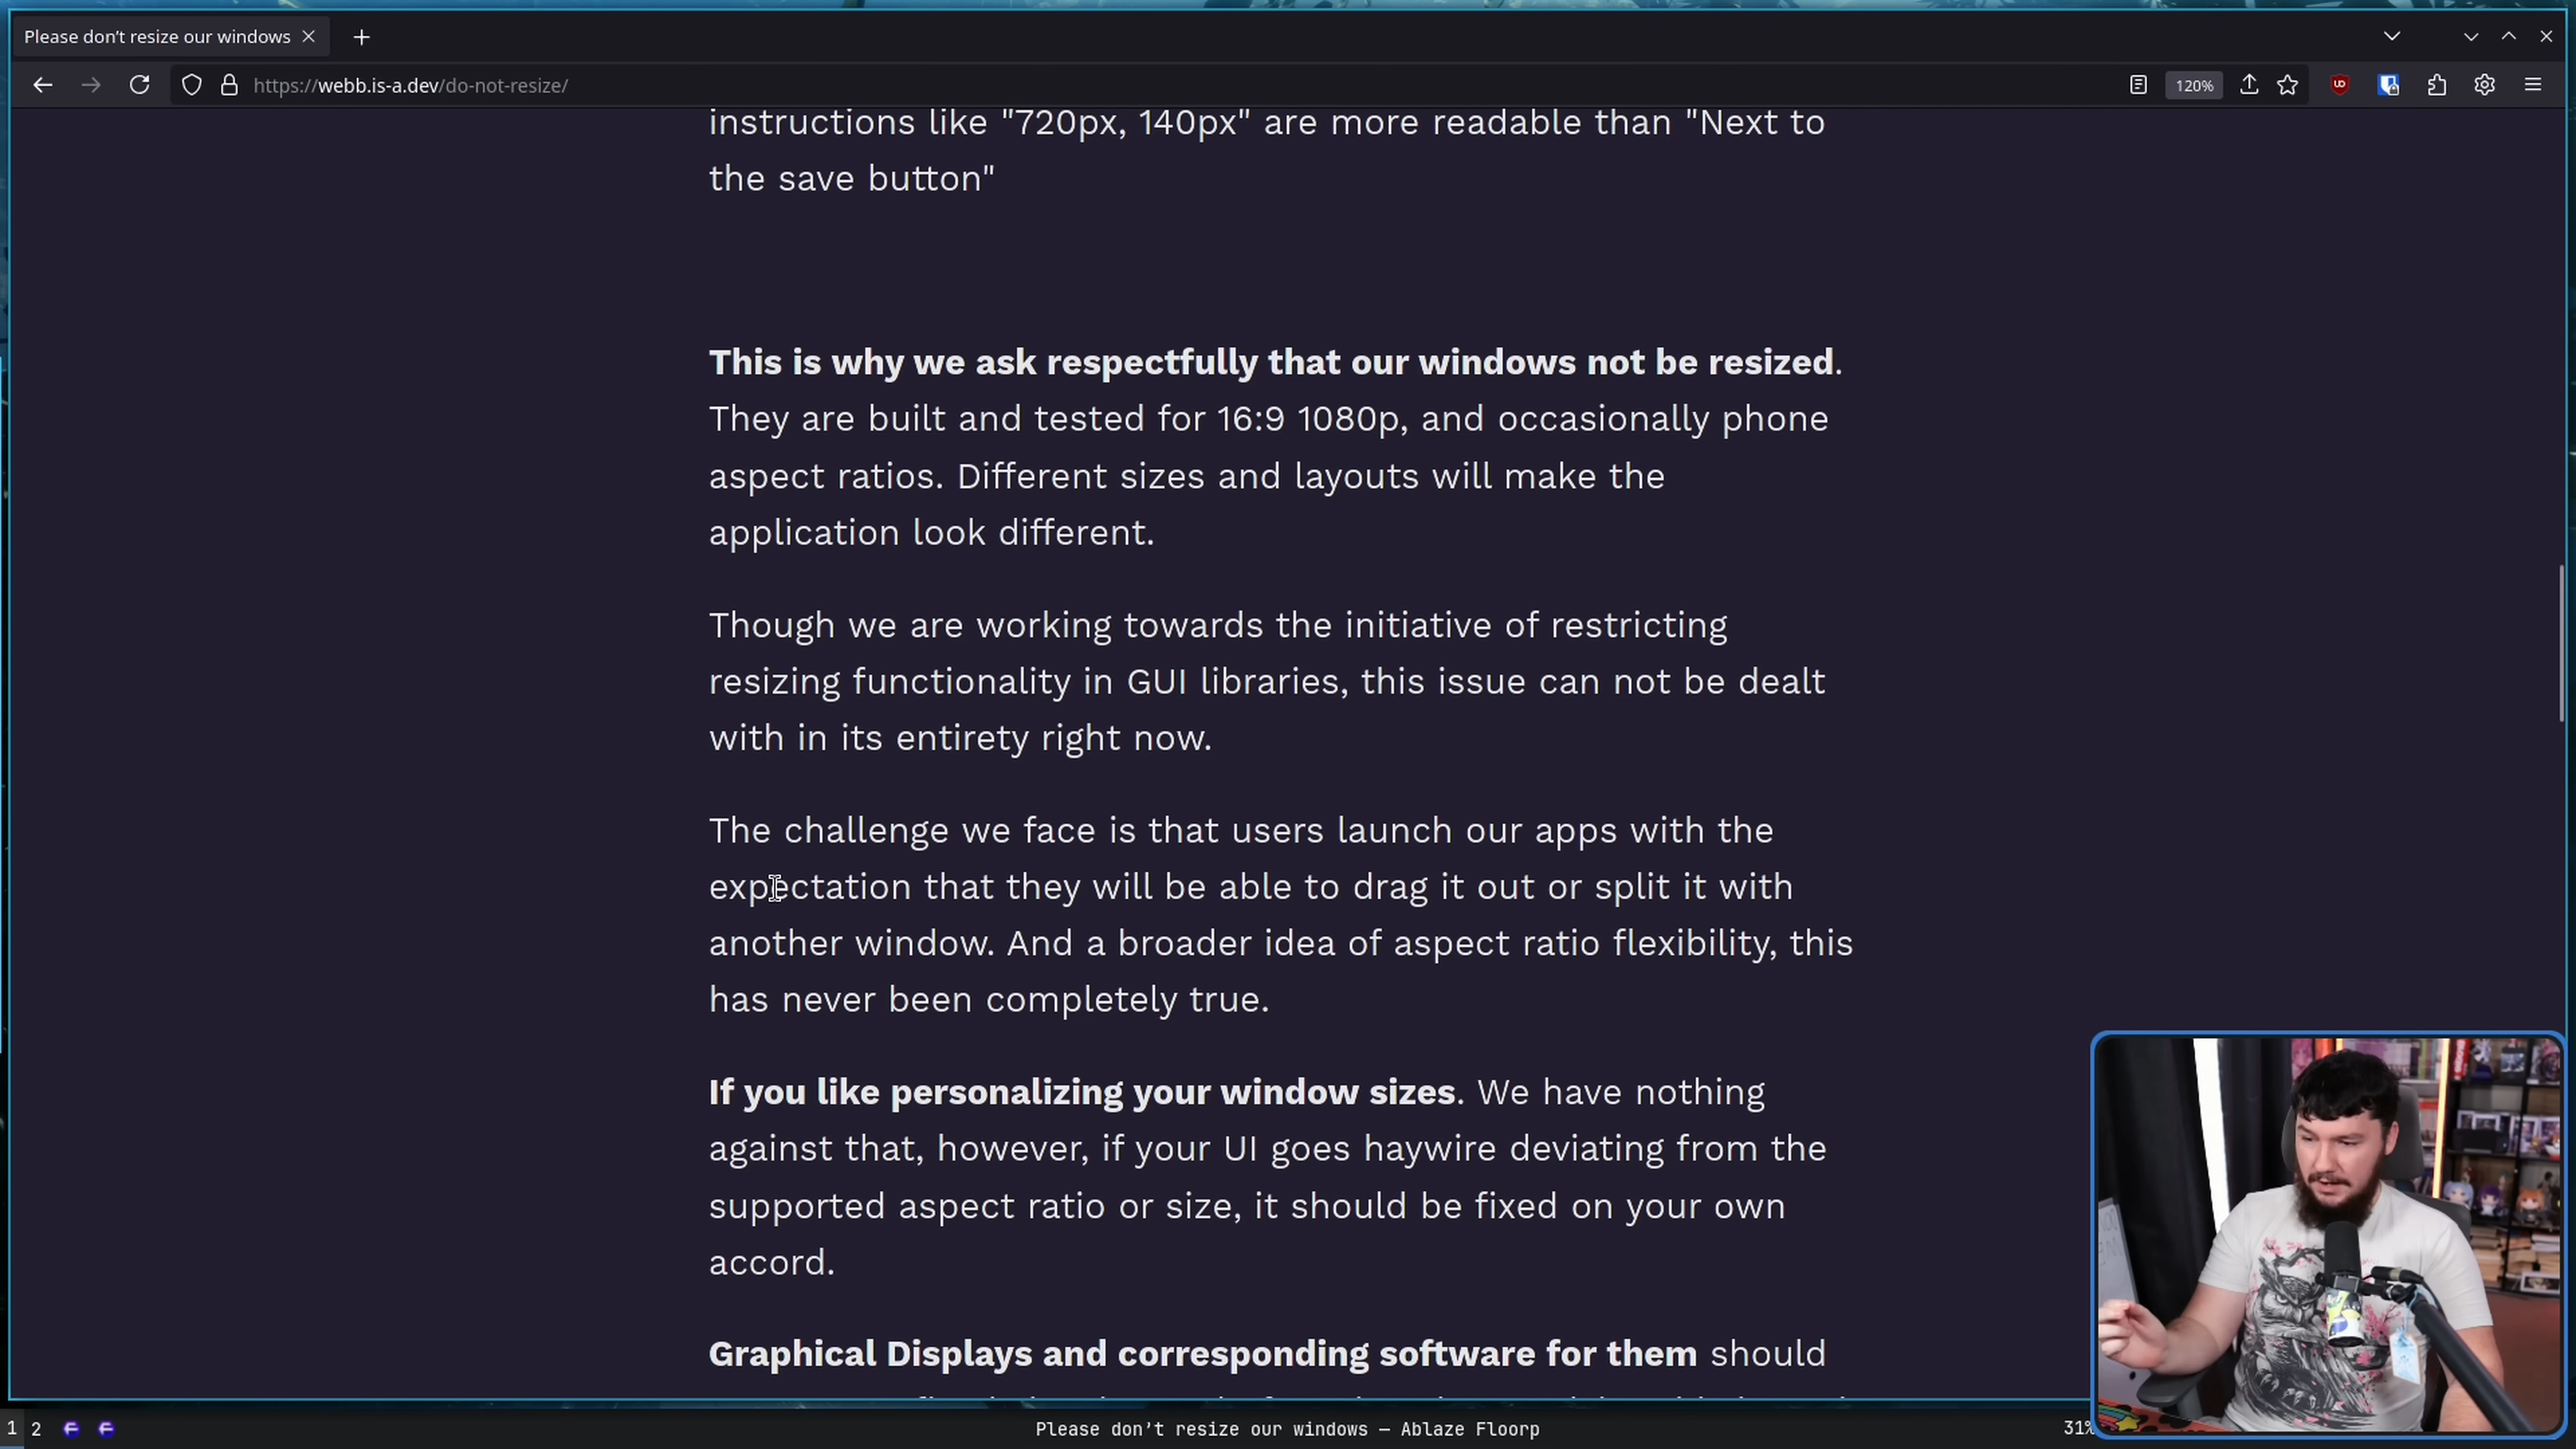 Please don't resize our windows
https://webb.is-a.dev/do-not-resize/
120%
instructions like "720px, 140px" are more readable than "Next to
the save button"
This is why we ask respectfully that our windows not be resized.
They are built and tested for 16:9 1080p, and occasionally phone
aspect ratios. Different sizes and layouts will make the
application look different.
Though we are working towards the initiative of restricting
resizing functionality in GUI libraries, this issue can not be dealt
with in its entirety right now.
The challenge we face is that users launch our apps with the
expectation that they will be able to drag it out or split it with
another window. And a broader idea of aspect ratio flexibility, this
has never been completely true.
If you like personalizing your window sizes. We have nothing
against that, however, if your UI goes haywire deviating from the
supported aspect ratio or size, it should be fixed on your own
accord.
Graphical Displays and corresponding software for them should
1 2
Please don't resize our windows — Ablaze Floorp
31%